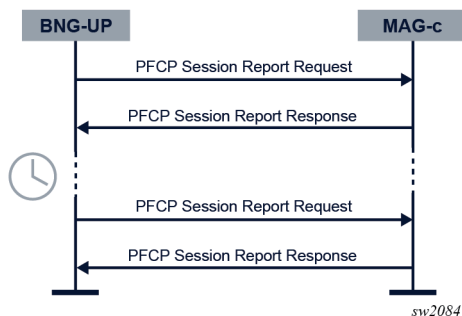 BNG-UP
MAG-c
PFCP Session Report Request
PFCP Session Report Response
PFCP Session Report Request
PFCP Session Report Response
sw2084